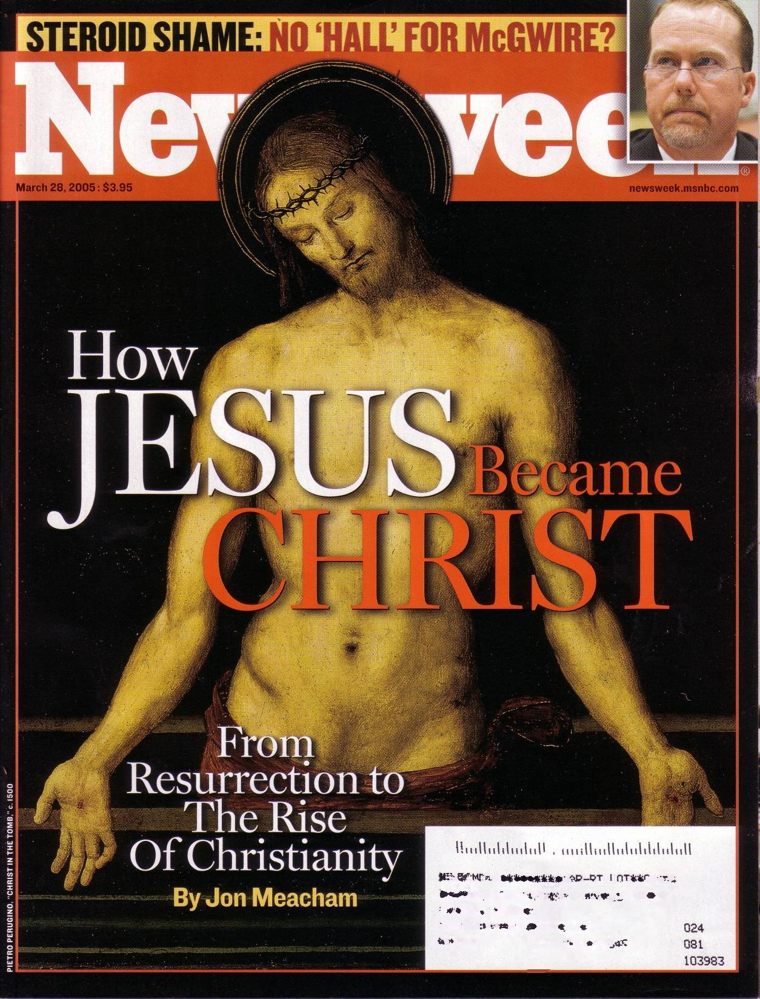 STEROID SHAME: NO 'HALL' FOR McGWIRE?
Newsweek
®
March 28, 2005 : $3.95
newsweek.msnbc.com
How
JESUS
Became
CHRIST
From
Resurrection to
The Rise
Of Christianity
By Jon Meacham
PIETRO PERUGINO, "CHRIST IN THE TOMB," c. 1500
024
081
103983